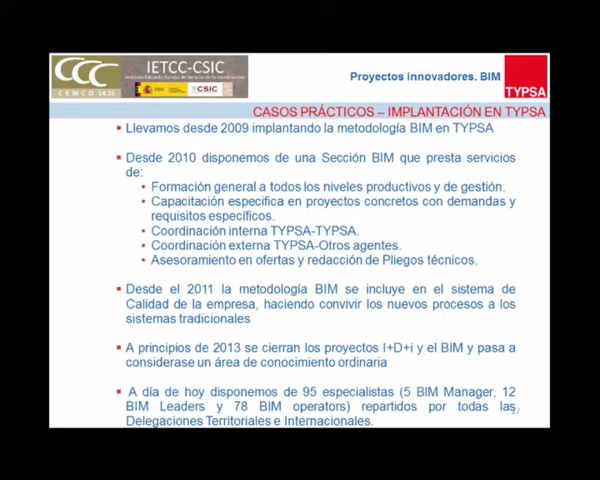 CCC
CEMCO 14.15
IETCC-CSIC
CSIC
Proyectos innovadores. BIM
TYPSA
CASOS PRÁCTICOS – IMPLANTACIÓN EN TYPSA
▪ Llevamos desde 2009 implantando la metodología BIM en TYPSA
▪ Desde 2010 disponemos de una Sección BIM que presta servicios
de:
• Formación general a todos los niveles productivos y de gestión.
• Capacitación especifica en proyectos concretos con demandas y
requisitos específicos.
• Coordinación interna TYPSA-TYPSA.
• Coordinación externa TYPSA-Otros agentes.
• Asesoramiento en ofertas y redacción de Pliegos técnicos.
▪ Desde el 2011 la metodología BIM se incluye en el sistema de
Calidad de la empresa, haciendo convivir los nuevos procesos a los
sistemas tradicionales
▪ A principios de 2013 se cierran los proyectos I+D+i y el BIM y pasa a
considerase un área de conocimiento ordinaria
▪ A día de hoy disponemos de 95 especialistas (5 BIM Manager, 12
BIM Leaders y 78 BIM operators) repartidos por todas las
Delegaciones Territoriales e Internacionales.